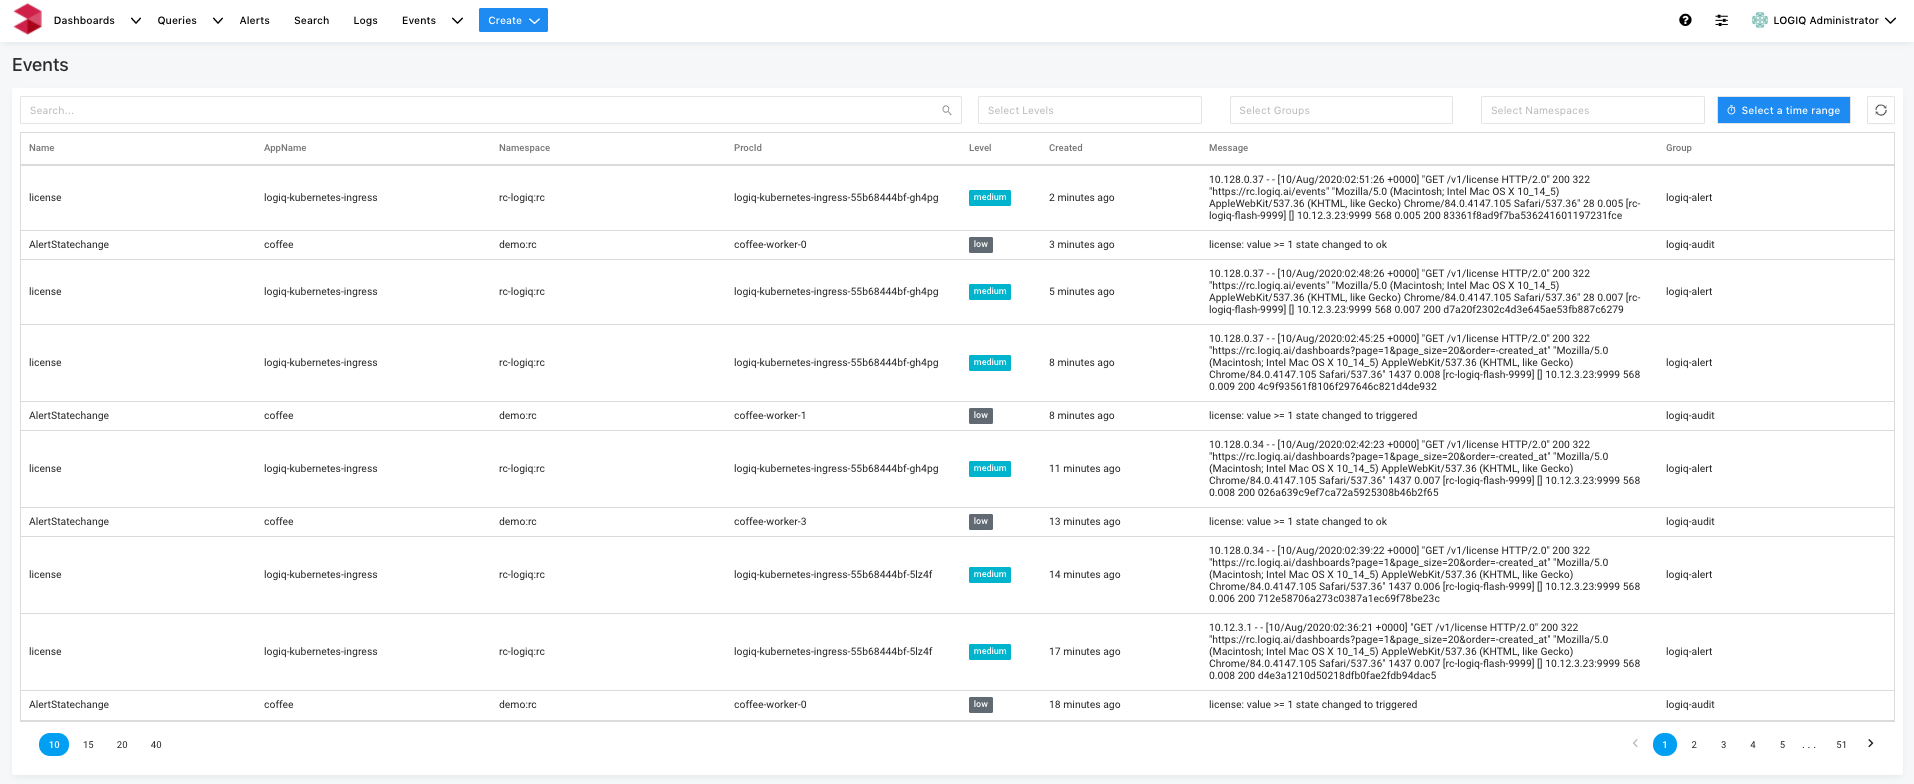 Dashboards Queries Alerts Search Logs Events Create LOGIQ Administrator
Events
Search... Select Levels Select Groups Select Namespaces Select a time range
Name AppName Namespace ProcId Level Created Message Group
license logiq-kubernetes-ingress rc-logiq:rc logiq-kubernetes-ingress-55b68444bf-gh4pg medium 2 minutes ago
10.128.0.37 - - [10/Aug/2020:02:51:26 +0000] "GET /v1/license HTTP/2.0" 200 322
"https://rc.logiq.ai/events" "Mozilla/5.0 (Macintosh; Intel Mac OS X 10_14_5)
AppleWebKit/537.36 (KHTML, like Gecko) Chrome/84.0.4147.105 Safari/537.36" 28 0.005 [rc-
logiq-flash-9999] [] 10.12.3.23:9999 568 0.005 200 83361f8ad9f7ba536241601197231fce
logiq-alert
AlertStatechange coffee demo:rc coffee-worker-0 low 3 minutes ago license: value >= 1 state changed to ok logiq-audit
license logiq-kubernetes-ingress rc-logiq:rc logiq-kubernetes-ingress-55b68444bf-gh4pg medium 5 minutes ago
10.128.0.37 - - [10/Aug/2020:02:48:26 +0000] "GET /v1/license HTTP/2.0" 200 322
"https://rc.logiq.ai/events" "Mozilla/5.0 (Macintosh; Intel Mac OS X 10_14_5)
AppleWebKit/537.36 (KHTML, like Gecko) Chrome/84.0.4147.105 Safari/537.36" 28 0.007 [rc-
logiq-flash-9999] [] 10.12.3.23:9999 568 0.007 200 d7a20f2302c4d3e645ae53fb887c6279
logiq-alert
license logiq-kubernetes-ingress rc-logiq:rc logiq-kubernetes-ingress-55b68444bf-gh4pg medium 8 minutes ago
10.128.0.37 - - [10/Aug/2020:02:45:25 +0000] "GET /v1/license HTTP/2.0" 200 322
"https://rc.logiq.ai/dashboards?page=1&page_size=20&order=-created_at" "Mozilla/5.0
(Macintosh; Intel Mac OS X 10_14_5) AppleWebKit/537.36 (KHTML, like Gecko)
Chrome/84.0.4147.105 Safari/537.36" 1437 0.008 [rc-logiq-flash-9999] [] 10.12.3.23:9999 568
0.009 200 4c9f93561f8106f297646c821d4de932
logiq-alert
AlertStatechange coffee demo:rc coffee-worker-1 low 8 minutes ago license: value >= 1 state changed to triggered logiq-audit
license logiq-kubernetes-ingress rc-logiq:rc logiq-kubernetes-ingress-55b68444bf-gh4pg medium 11 minutes ago
10.128.0.34 - - [10/Aug/2020:02:42:23 +0000] "GET /v1/license HTTP/2.0" 200 322
"https://rc.logiq.ai/dashboards?page=1&page_size=20&order=-created_at" "Mozilla/5.0
(Macintosh; Intel Mac OS X 10_14_5) AppleWebKit/537.36 (KHTML, like Gecko)
Chrome/84.0.4147.105 Safari/537.36" 1437 0.007 [rc-logiq-flash-9999] [] 10.12.3.23:9999 568
0.008 200 026a639c9ef7ca72a5925308b46b2f65
logiq-alert
AlertStatechange coffee demo:rc coffee-worker-3 low 13 minutes ago license: value >= 1 state changed to ok logiq-audit
license logiq-kubernetes-ingress rc-logiq:rc logiq-kubernetes-ingress-55b68444bf-5lz4f medium 14 minutes ago
10.128.0.34 - - [10/Aug/2020:02:39:22 +0000] "GET /v1/license HTTP/2.0" 200 322
"https://rc.logiq.ai/dashboards?page=1&page_size=20&order=-created_at" "Mozilla/5.0
(Macintosh; Intel Mac OS X 10_14_5) AppleWebKit/537.36 (KHTML, like Gecko)
Chrome/84.0.4147.105 Safari/537.36" 1437 0.006 [rc-logiq-flash-9999] [] 10.12.3.23:9999 568
0.006 200 712e58706a273c0387a1ec69f78be23c
logiq-alert
license logiq-kubernetes-ingress rc-logiq:rc logiq-kubernetes-ingress-55b68444bf-5lz4f medium 17 minutes ago
10.12.3.1 - - [10/Aug/2020:02:36:21 +0000] "GET /v1/license HTTP/2.0" 200 322
"https://rc.logiq.ai/dashboards?page=1&page_size=20&order=-created_at" "Mozilla/5.0
(Macintosh; Intel Mac OS X 10_14_5) AppleWebKit/537.36 (KHTML, like Gecko)
Chrome/84.0.4147.105 Safari/537.36" 1437 0.007 [rc-logiq-flash-9999] [] 10.12.3.23:9999 568
0.008 200 d4e3a1210d50218dfb0fae2fdb94dac5
logiq-alert
AlertStatechange coffee demo:rc coffee-worker-0 low 18 minutes ago license: value >= 1 state changed to triggered logiq-audit
10 15 20 40 1 2 3 4 5 ... 51